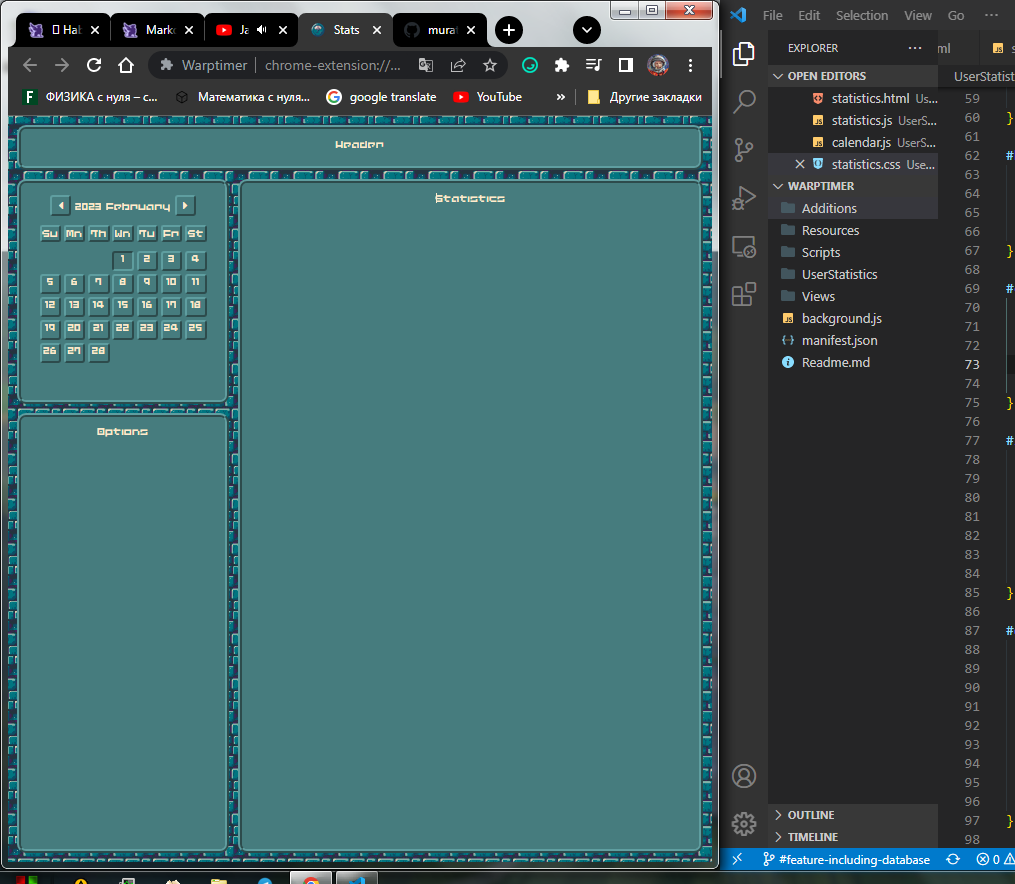 Hab
Marko
Ja
Stats
murat
Warptimer
chrome-extension://...
ФИЗИКА с нуля – с...
Математика с нуля...
google translate
YouTube
»
Другие закладки
Header
2023 February
Su Mn Th Wn Tu Fr St
1 2 3 4
5 6 7 8 9 10 11
12 13 14 15 16 17 18
19 20 21 22 23 24 25
26 27 28
Options
Statistics
File Edit Selection View Go ...
EXPLORER
...
ml
OPEN EDITORS
statistics.html Us...
statistics.js UserS...
calendar.js UserS...
statistics.css Use...
WARPTIMER
Additions
Resources
Scripts
UserStatistics
Views
background.js
manifest.json
Readme.md
OUTLINE
TIMELINE
UserStatist
59
60 }
61
62 #
63
64
65
66
67 }
68
69 #
70
71
72
73
74
75 }
76
77 #
78
79
80
81
82
83
84
85 }
86
87 #
88
89
90
91
92
93
94
95
96
97 }
98
#feature-including-database
0